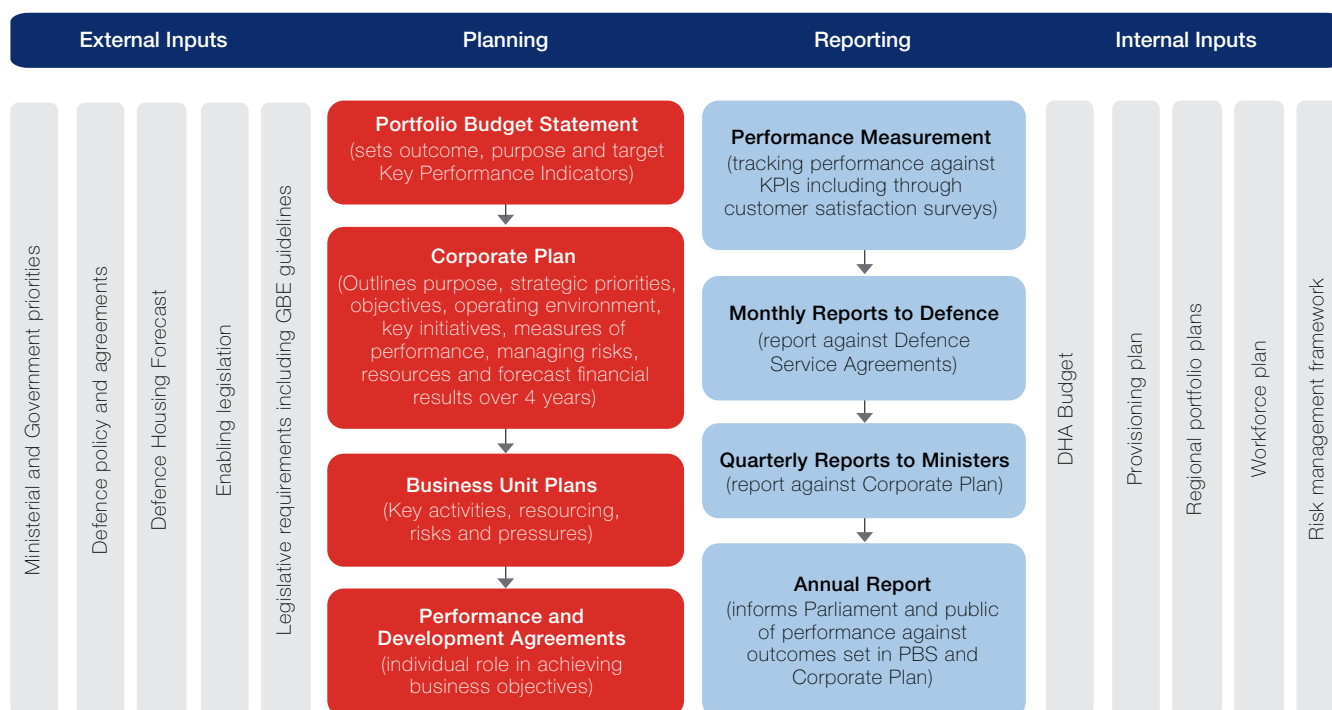 External Inputs
Planning
Reporting
Internal Inputs
Ministerial and Government priorities
Defence policy and agreements
Defence Housing Forecast
Enabling legislation
Legislative requirements including GBE guidelines
Portfolio Budget Statement
(sets outcome, purpose and target
Key Performance Indicators)
Corporate Plan
(Outlines purpose, strategic priorities,
objectives, operating environment,
key initiatives, measures of
performance, managing risks,
resources and forecast financial
results over 4 years)
Business Unit Plans
(Key activities, resourcing,
risks and pressures)
Performance and
Development Agreements
(individual role in achieving
business objectives)
Performance Measurement
(tracking performance against
KPIs including through
customer satisfaction surveys)
Monthly Reports to Defence
(report against Defence
Service Agreements)
Quarterly Reports to Ministers
(report against Corporate Plan)
Annual Report
(informs Parliament and public
of performance against
outcomes set in PBS and
Corporate Plan)
DHA Budget
Provisioning plan
Regional portfolio plans
Workforce plan
Risk management framework